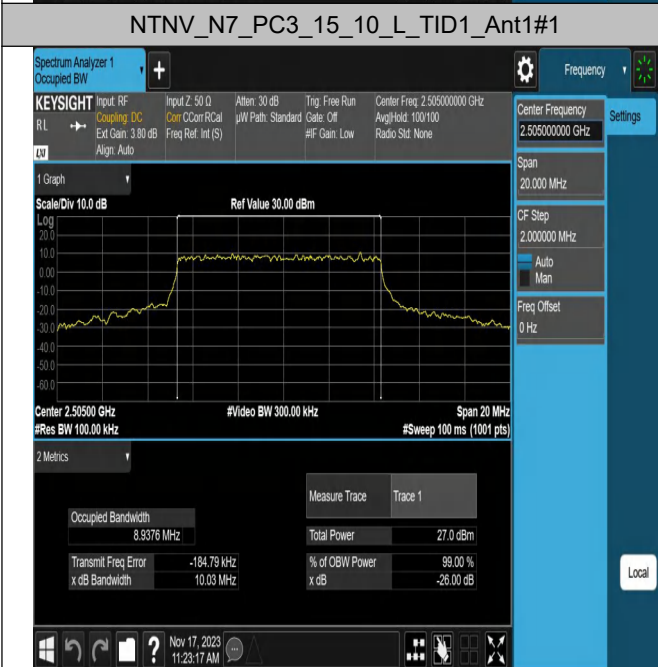 NTNV_N7_PC3_15_10_L_TID1_Ant1#1
Spectrum Analyzer 1
Occupied BW
+
Frequency
KEYSIGHT
RL
LXI
Input: RF
Coupling: DC
Ext Gain: 3.80 dB
Align: Auto
Input Z: 50 Ω
Corr CCorr RCal
Freq Ref: Int (S)
Atten: 30 dB
µW Path: Standard
Trig: Free Run
Gate: Off
#IF Gain: Low
Center Freq: 2.505000000 GHz
Avg|Hold: 100/100
Radio Std: None
Center Frequency
2.505000000 GHz
Settings
Span
20.000 MHz
CF Step
2.000000 MHz
Auto
Man
Freq Offset
0 Hz
1 Graph
Scale/Div 10.0 dB
Ref Value 30.00 dBm
Log
20.0
10.0
0.00
-10.0
-20.0
-30.0
-40.0
-50.0
-60.0
Center 2.50500 GHz
#Video BW 300.00 kHz
Span 20 MHz
#Res BW 100.00 kHz
#Sweep 100 ms (1001 pts)
2 Metrics
Measure Trace
Trace 1
Occupied Bandwidth
8.9376 MHz
Total Power
27.0 dBm
Transmit Freq Error
-184.79 kHz
% of OBW Power
99.00 %
x dB Bandwidth
10.03 MHz
x dB
-26.00 dB
Local
?
Nov 17, 2023
11:23:17 AM